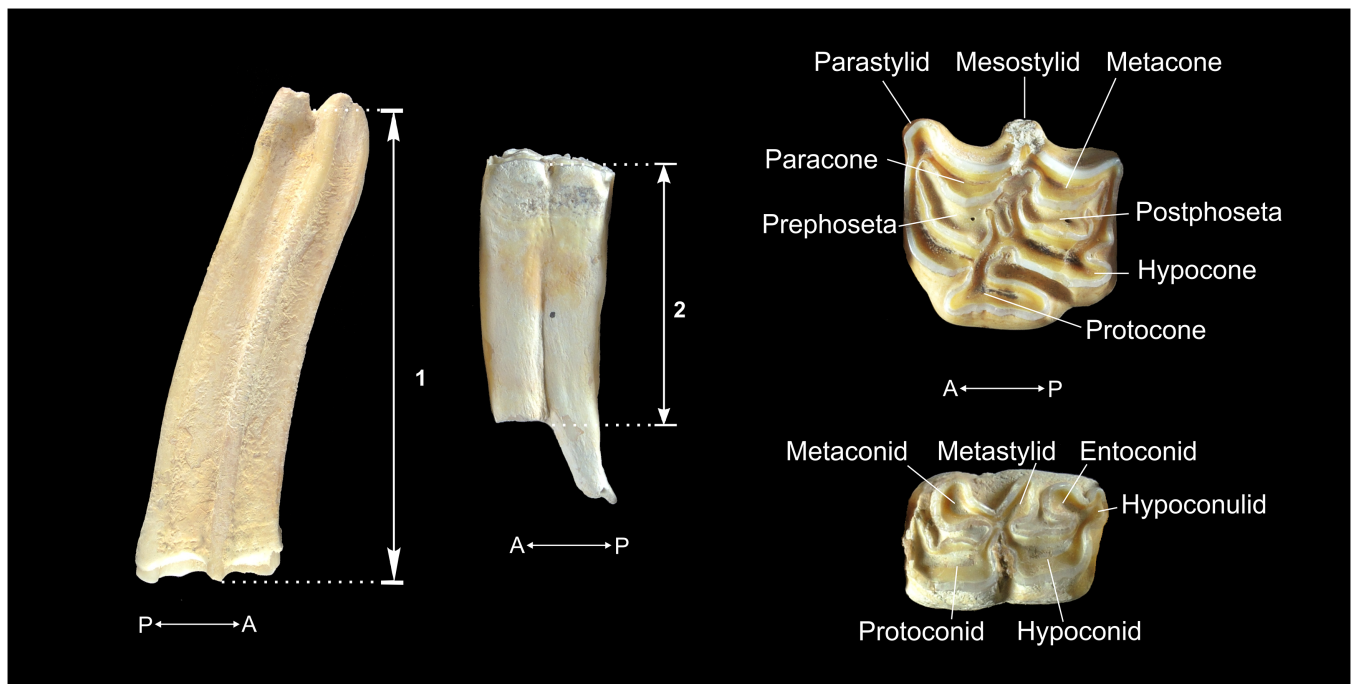 1
P A
2
A P
Parastylid Mesostylid Metacone
Paracone
Prephoseta
Postphoseta
Hypocone
Protocone
A P
Metaconid Metastylid Entoconid
Hypoconulid
Protoconid Hypoconid